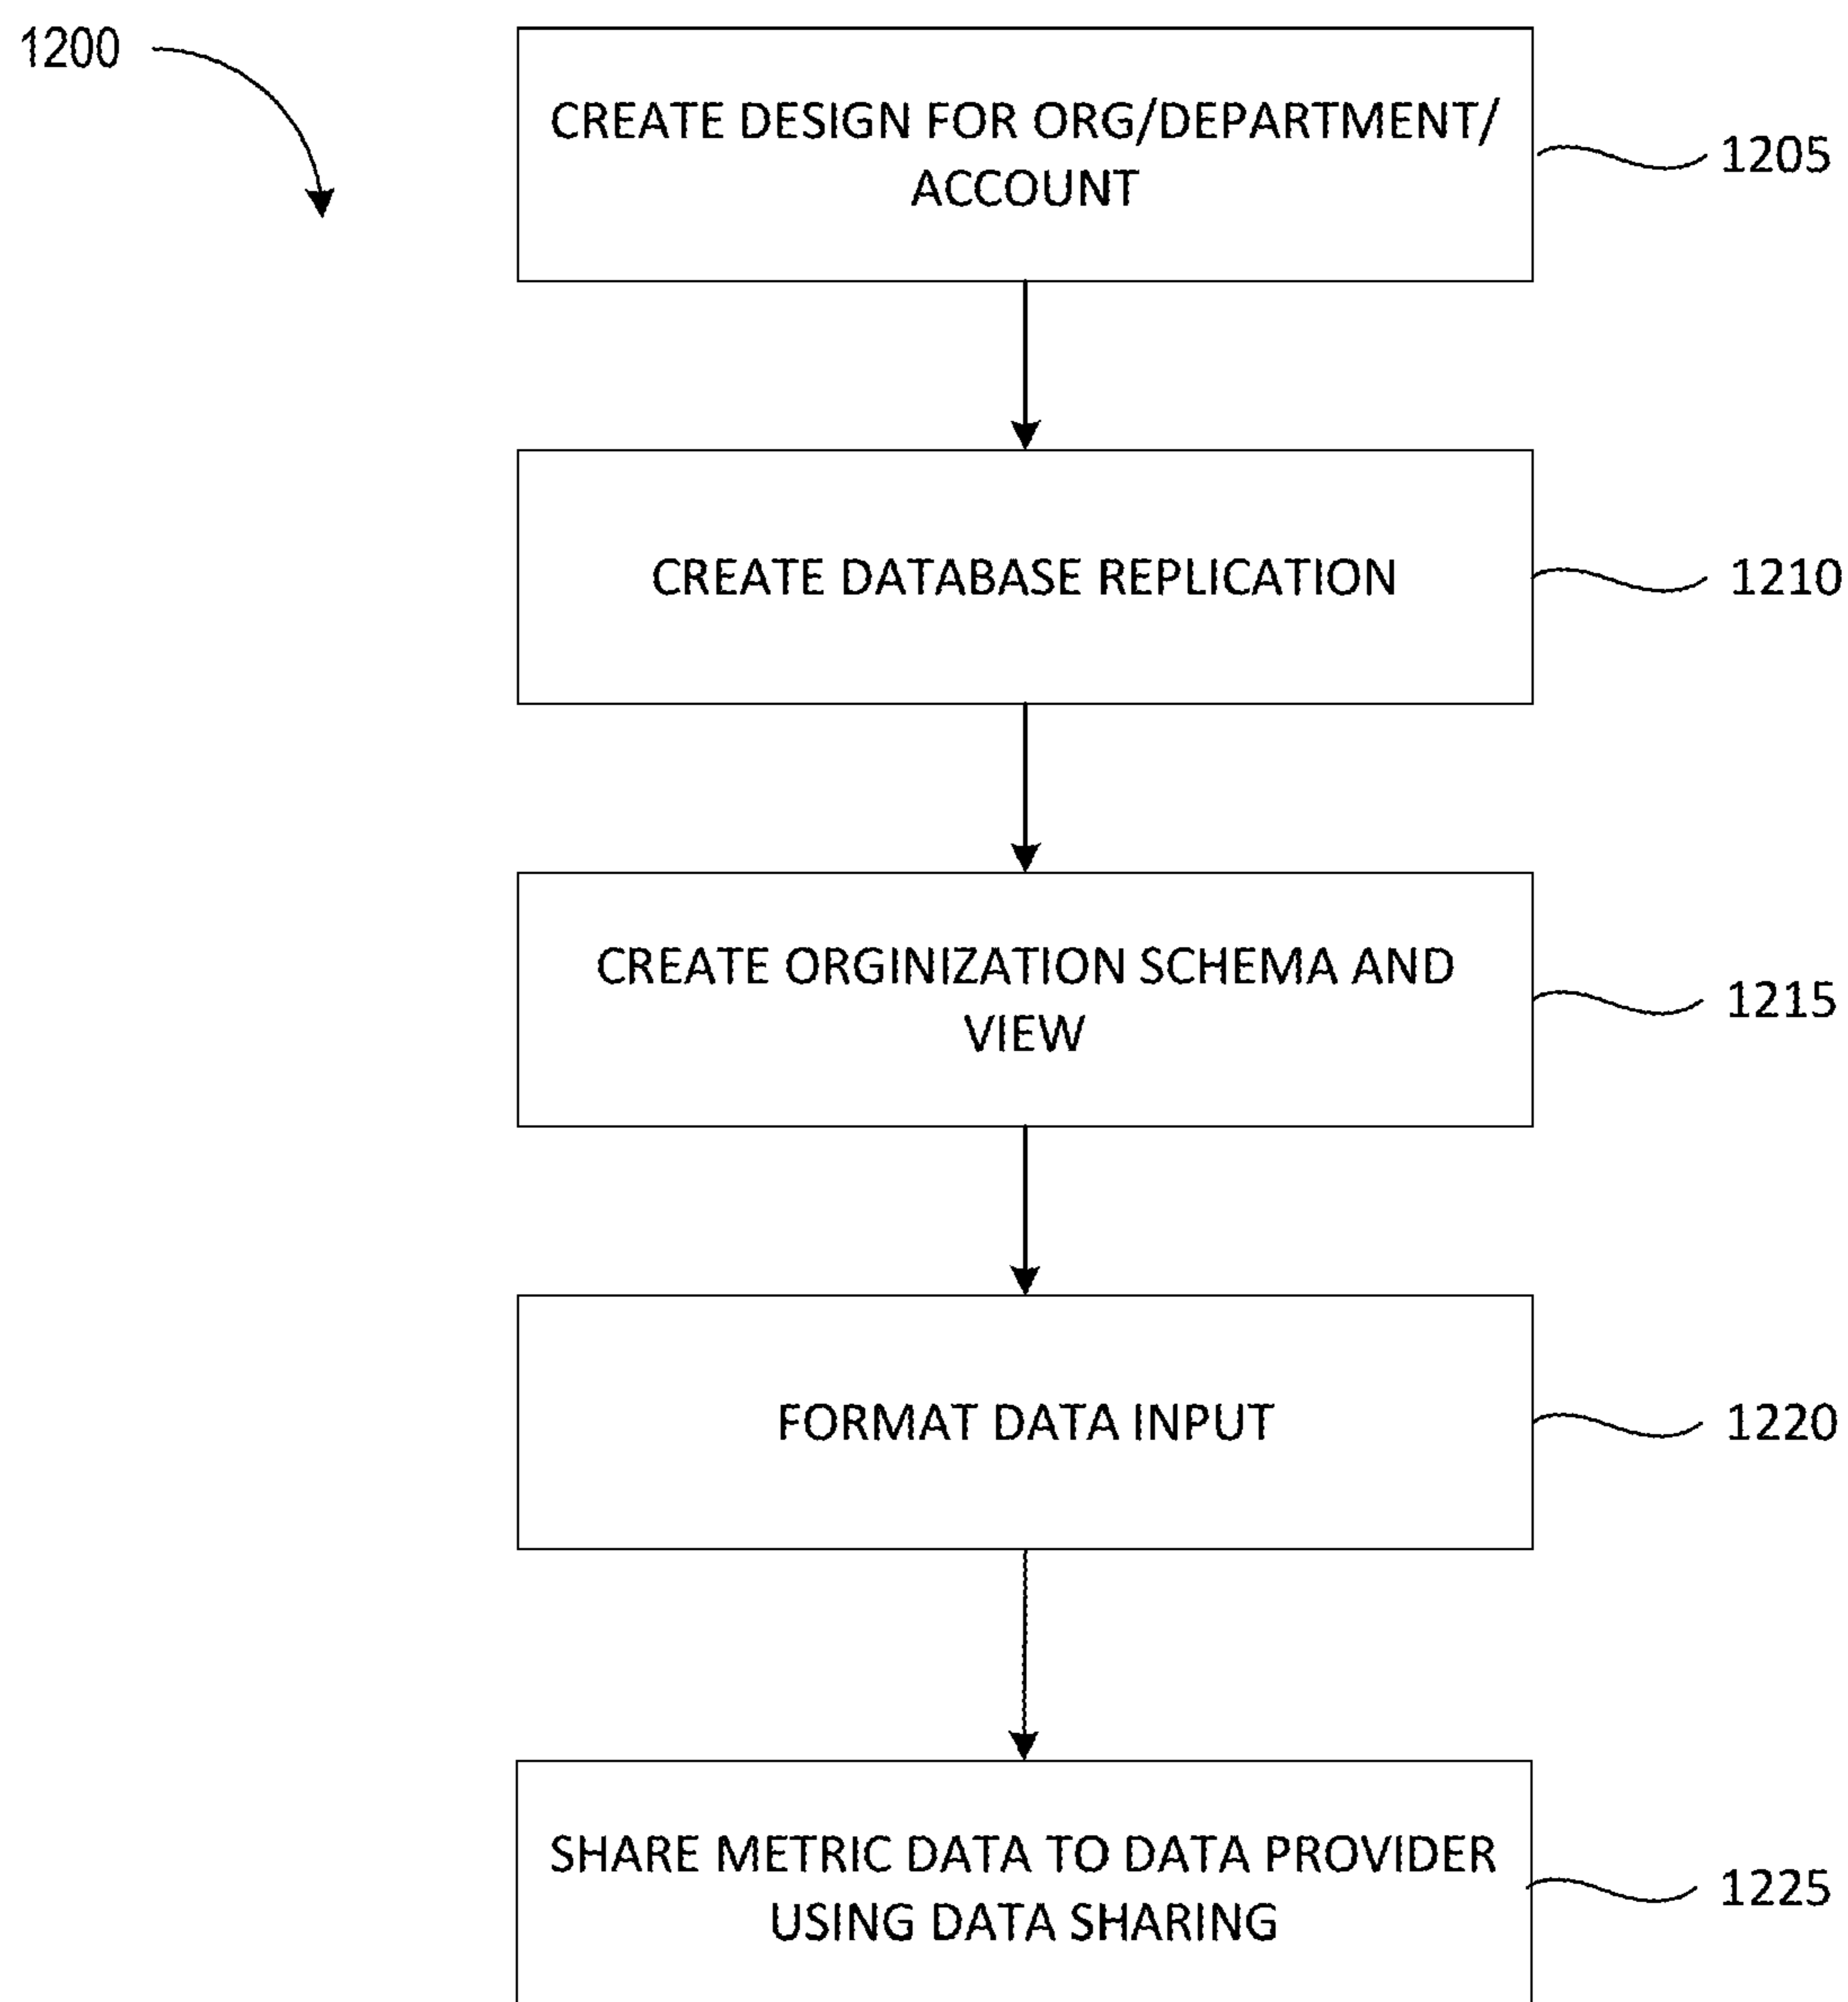 1200
CREATE DESIGN FOR ORG/DEPARTMENT/
ACCOUNT
1205
CREATE DATABASE REPLICATION
1210
CREATE ORGINIZATION SCHEMA AND
VIEW
1215
FORMAT DATA INPUT
1220
SHARE METRIC DATA TO DATA PROVIDER
USING DATA SHARING
1225